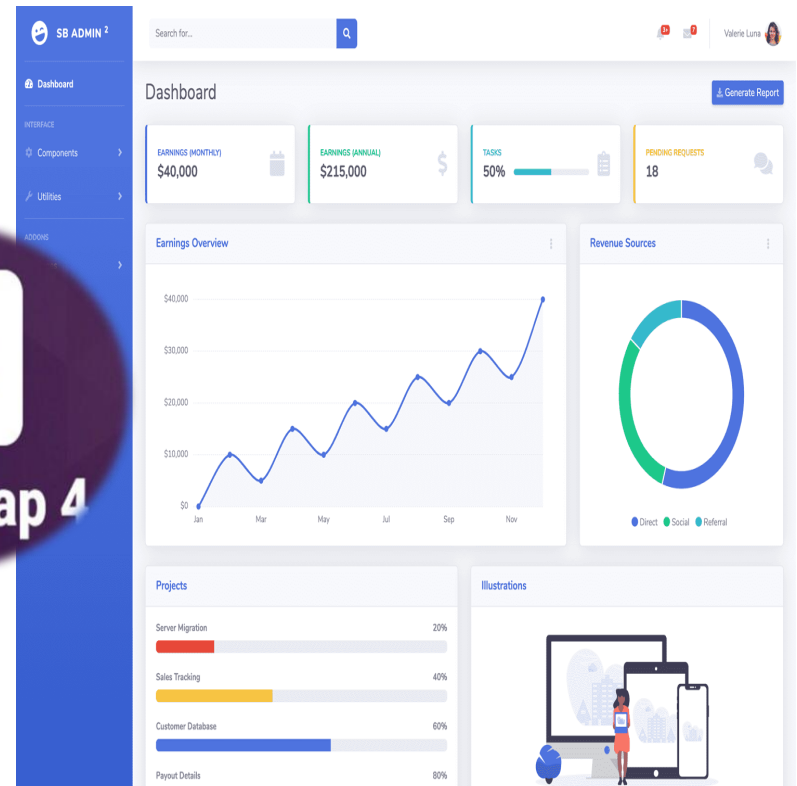 SB ADMIN 2
Search for...
3+
7
Valerie Luna
Dashboard
Dashboard
Generate Report
INTERFACE
Components
Utilities
ADDONS
EARNINGS (MONTHLY)
$40,000
EARNINGS (ANNUAL)
$215,000
TASKS
50%
PENDING REQUESTS
18
Earnings Overview
$40,000
$30,000
$20,000
$10,000
$0
Jan Mar May Jul Sep Nov
Revenue Sources
Direct Social Referral
ap 4
Projects
Server Migration 20%
Sales Tracking 40%
Customer Database 60%
Payout Details 80%
Illustrations